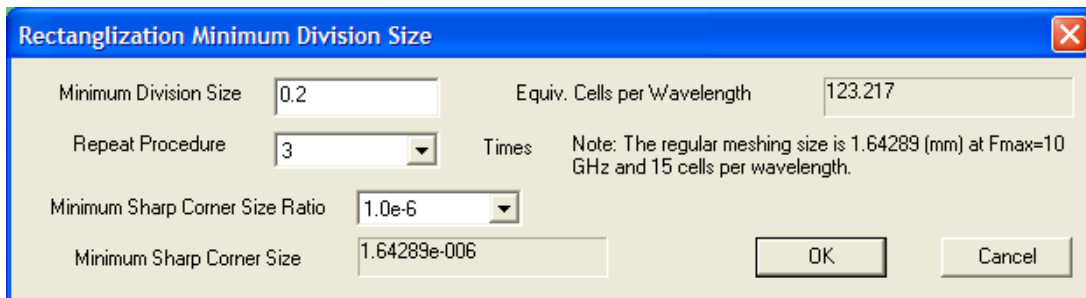 Rectanglization Minimum Division Size
Minimum Division Size 0.2 Equiv. Cells per Wavelength 123.217
Repeat Procedure 3 Times Note: The regular meshing size is 1.64289 (mm) at Fmax=10
GHz and 15 cells per wavelength.
Minimum Sharp Corner Size Ratio 1.0e-6
Minimum Sharp Corner Size 1.64289e-006 OK Cancel